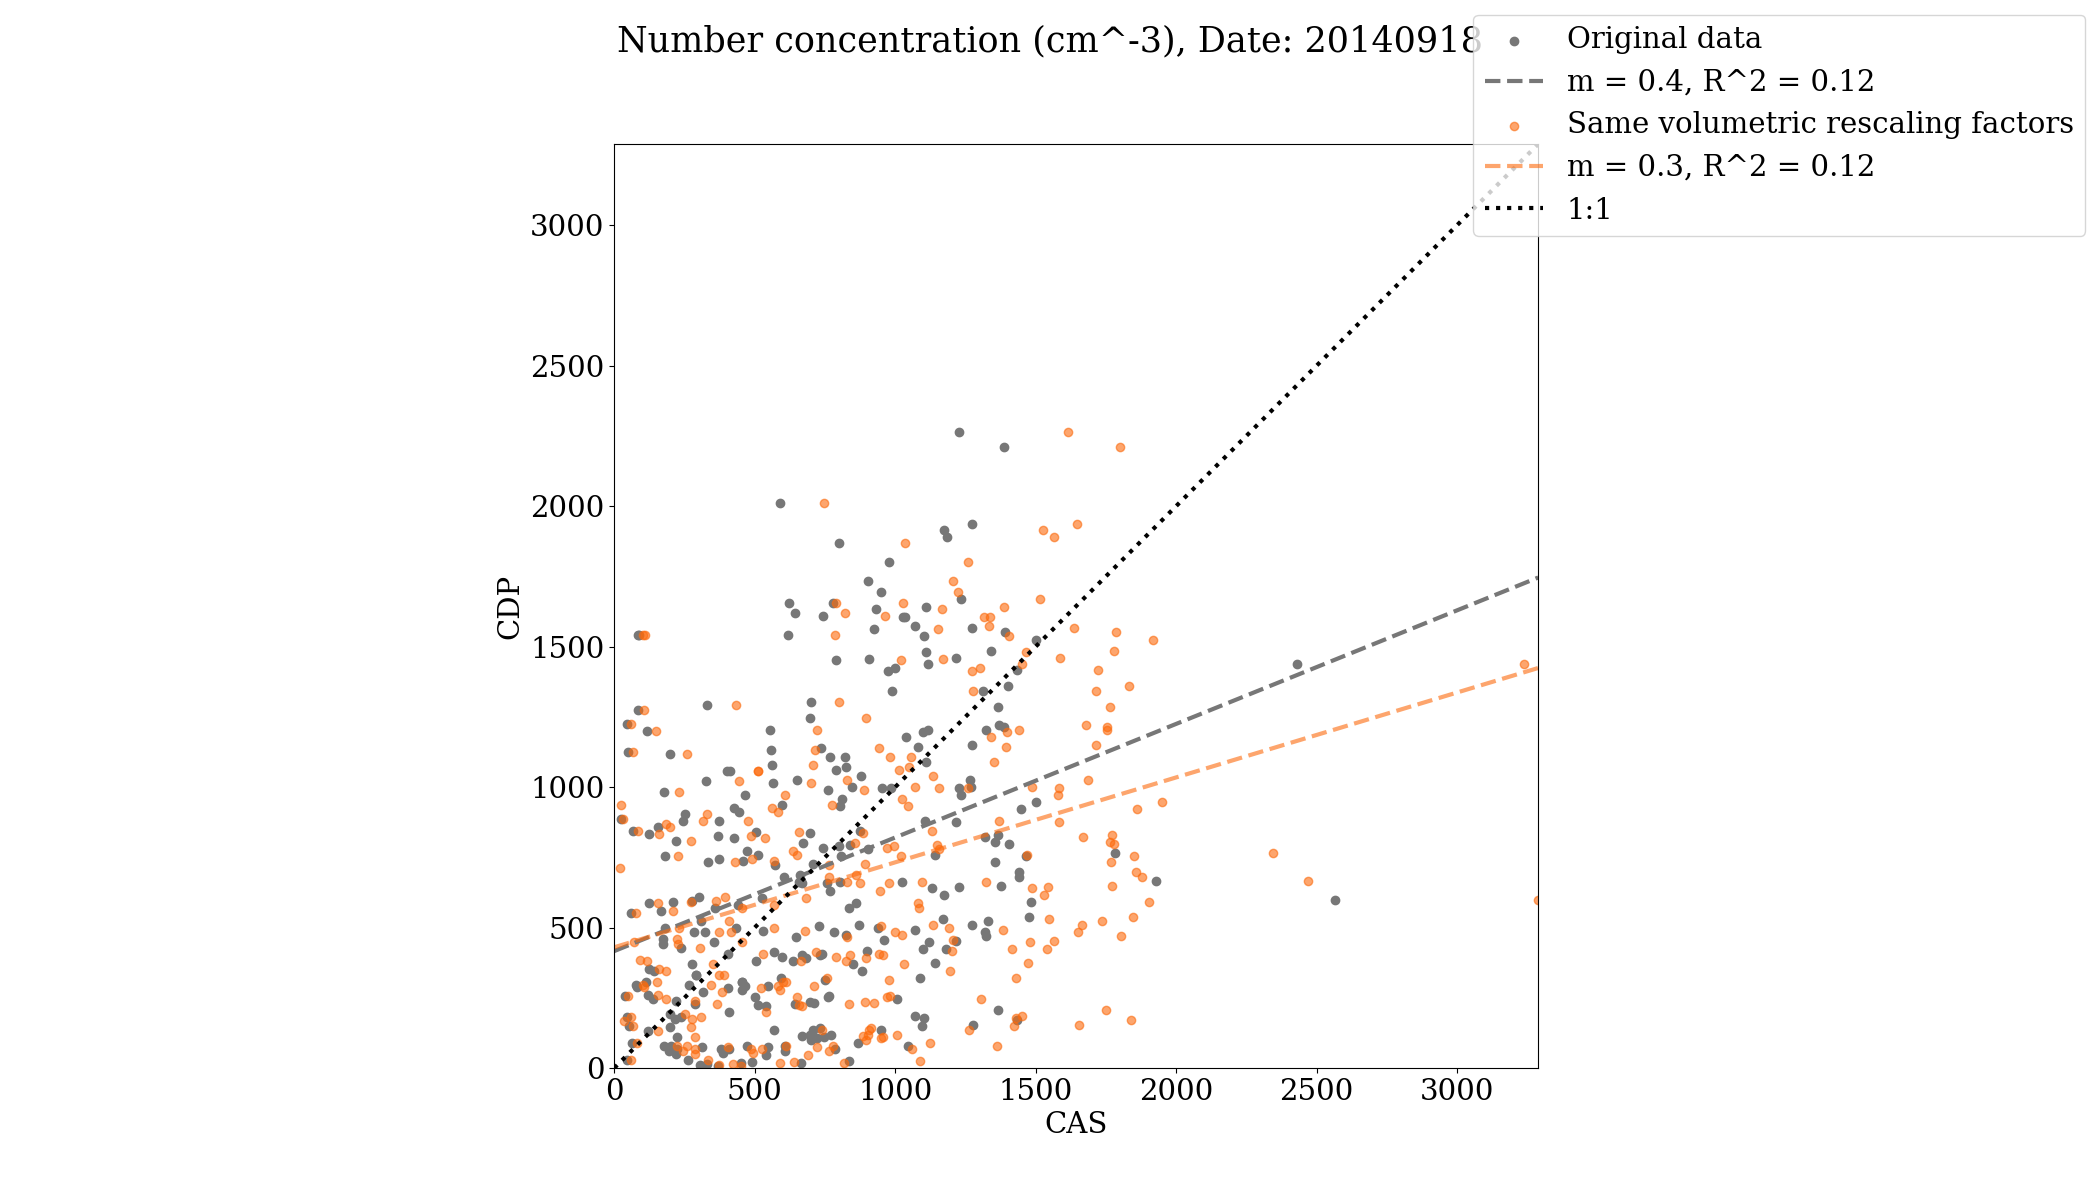 Number concentration (cm^-3), Date: 20140918
Original data
m = 0.4, R^2 = 0.12
Same volumetric rescaling factors
m = 0.3, R^2 = 0.12
1:1
3000
2500
2000
1500
1000
500
0
CDP
0 500 1000 1500 2000 2500 3000
CAS